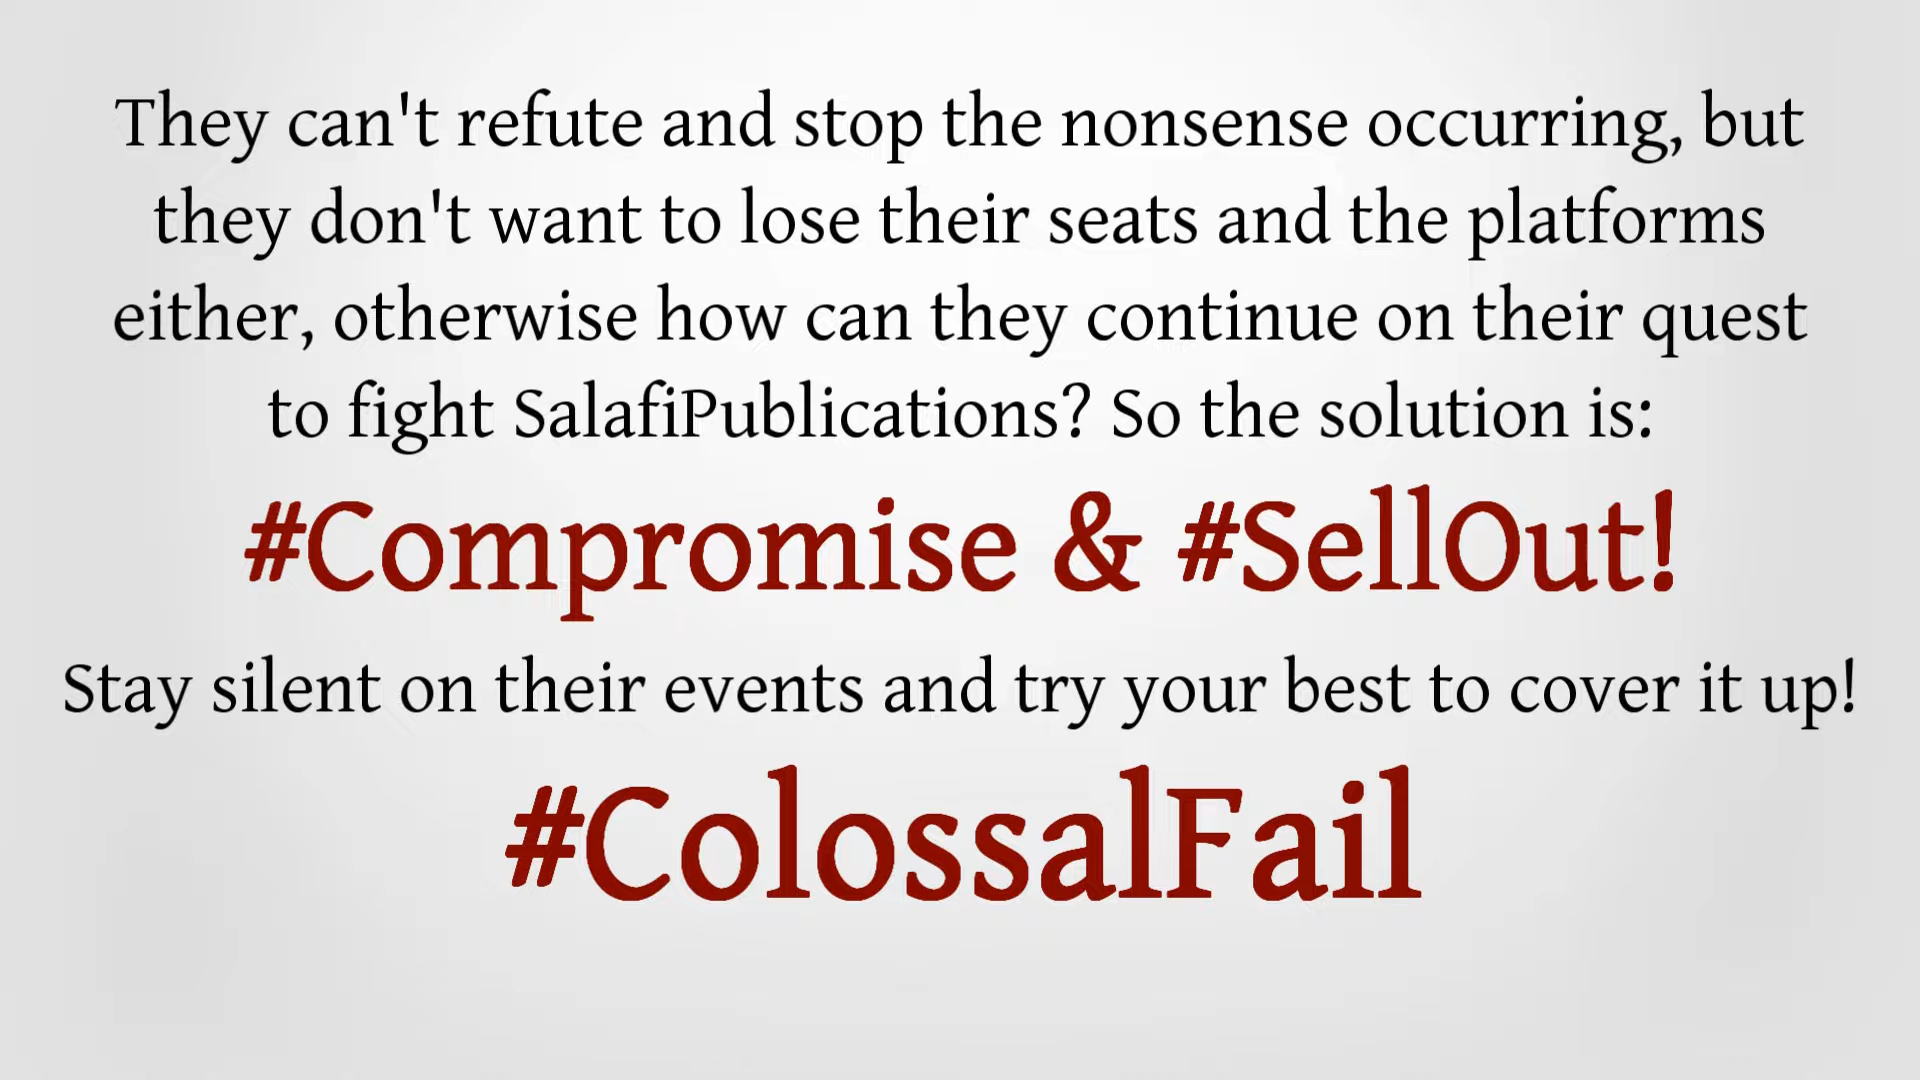 They can't refute and stop the nonsense occurring, but
they don't want to lose their seats and the platforms
either, otherwise how can they continue on their quest
to fight SalafiPublications? So the solution is:
#Compromise & #SellOut!
Stay silent on their events and try your best to cover it up!
#ColossalFail